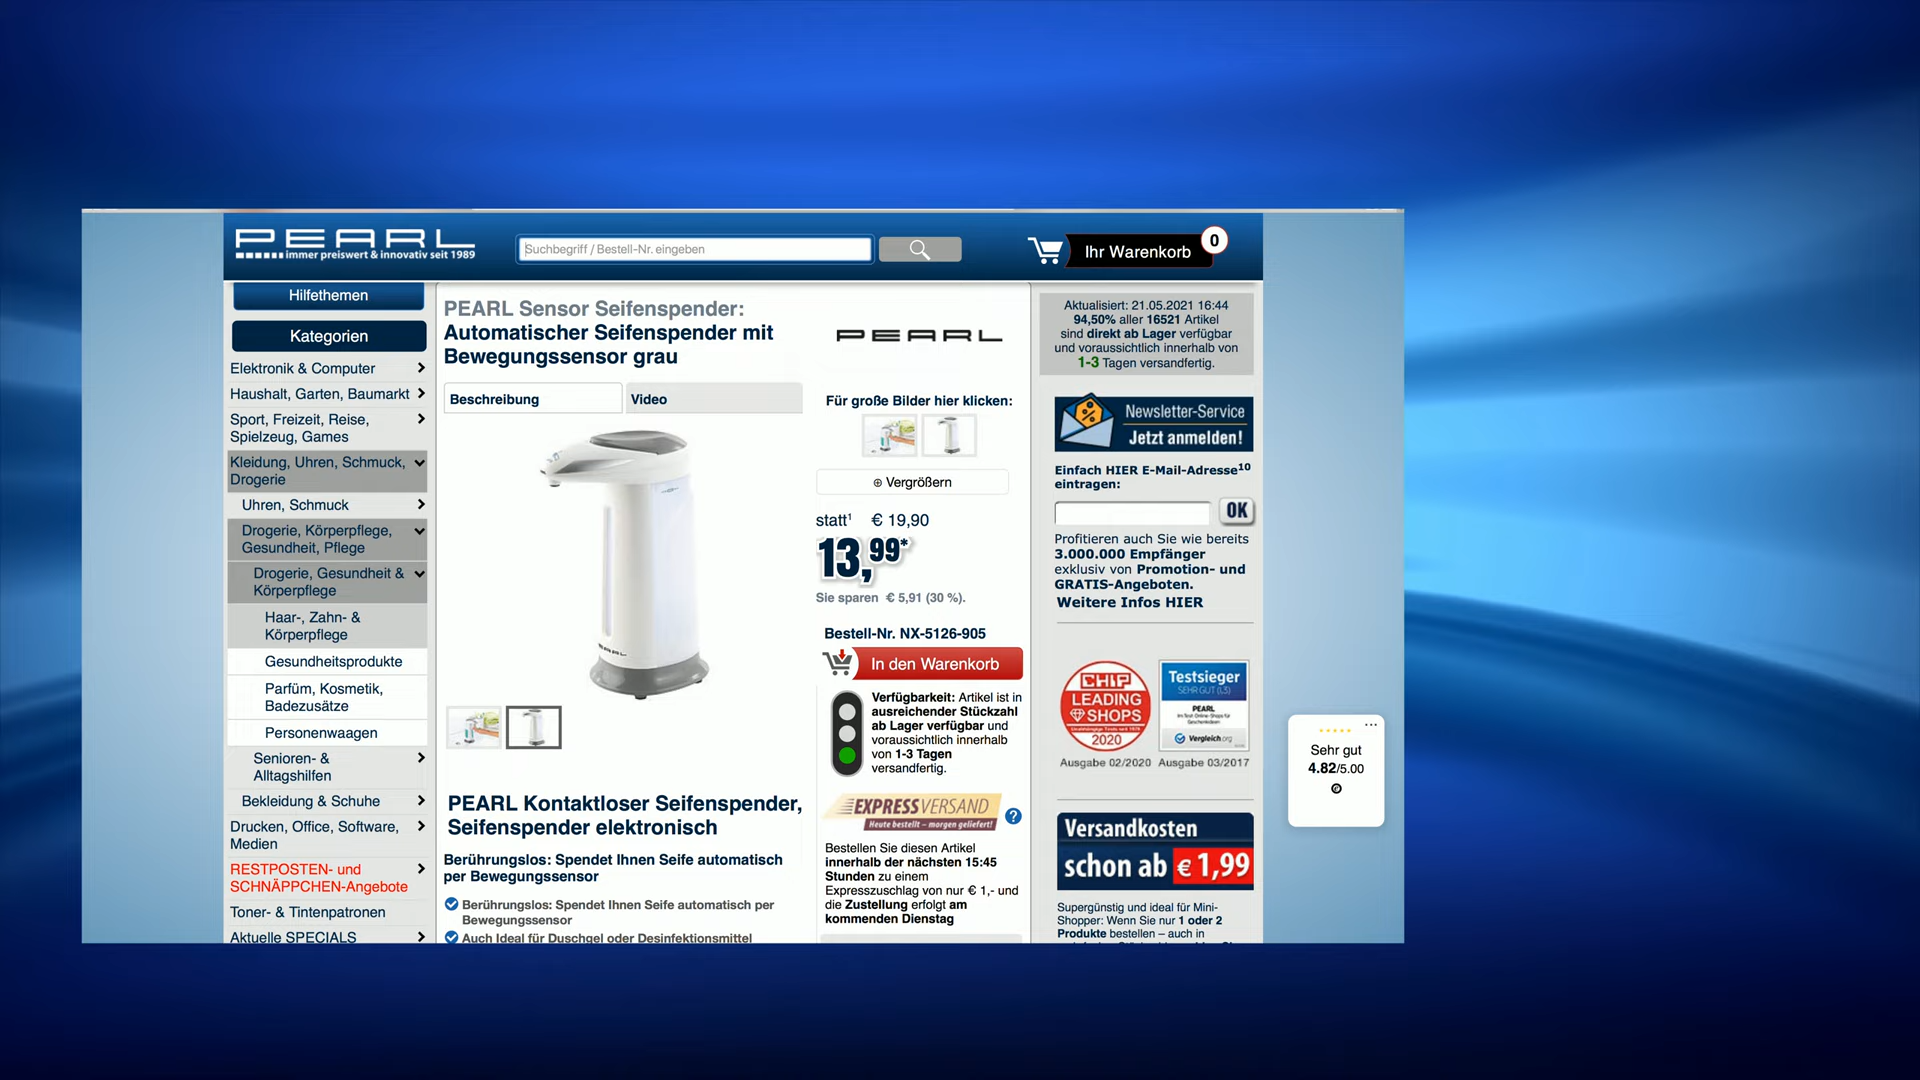 PEARL
immer preiswert & innovativ seit 1989
Suchbegriff / Bestell-Nr. eingeben
Ihr Warenkorb
0
Hilfethemen
Kategorien
Elektronik & Computer
Haushalt, Garten, Baumarkt
Sport, Freizeit, Reise,
Spielzeug, Games
Kleidung, Uhren, Schmuck,
Drogerie
Uhren, Schmuck
Drogerie, Körperpflege,
Gesundheit, Pflege
Drogerie, Gesundheit &
Körperpflege
Haar-, Zahn- &
Körperpflege
Gesundheitsprodukte
Parfüm, Kosmetik,
Badezusätze
Personenwaagen
Senioren- &
Alltagshilfen
Bekleidung & Schuhe
Drucken, Office, Software,
Medien
RESTPOSTEN- und
SCHNÄPPCHEN-Angebote
Toner- & Tintenpatronen
Aktuelle SPECIALS
PEARL Sensor Seifenspender:
Automatischer Seifenspender mit
Bewegungssensor grau
Beschreibung
Video
PEARL
PEARL Kontaktloser Seifenspender,
Seifenspender elektronisch
Berührungslos: Spendet Ihnen Seife automatisch
per Bewegungssensor
Berührungslos: Spendet Ihnen Seife automatisch per
Bewegungssensor
Auch Ideal für Duschgel oder Desinfektionsmittel
PEARL
Für große Bilder hier klicken:
Vergrößern
statt¹ € 19,90
13,99*
Sie sparen € 5,91 (30 %).
Bestell-Nr. NX-5126-905
In den Warenkorb
Verfügbarkeit: Artikel ist in
ausreichender Stückzahl
ab Lager verfügbar und
voraussichtlich innerhalb
von 1-3 Tagen
versandfertig.
EXPRESSVERSAND
Heute bestellt – morgen geliefert!
?
Bestellen Sie diesen Artikel
innerhalb der nächsten 15:45
Stunden zu einem
Expresszuschlag von nur € 1,- und
die Zustellung erfolgt am
kommenden Dienstag
Aktualisiert: 21.05.2021 16:44
94,50% aller 16521 Artikel
sind direkt ab Lager verfügbar
und voraussichtlich innerhalb von
1-3 Tagen versandfertig.
%
Newsletter-Service
Jetzt anmelden!
Einfach HIER E-Mail-Adresse¹⁰
eintragen:
OK
Profitieren auch Sie wie bereits
3.000.000 Empfänger
exklusiv von Promotion- und
GRATIS-Angeboten.
Weitere Infos HIER
CHIP
LEADING
SHOPS
2020
Testsieger
SEHR GUT (1,3)
PEARL
Vergleich.org
Ausgabe 02/2020 Ausgabe 03/2017
Versandkosten
schon ab € 1,99
Supergünstig und ideal für Mini-
Shopper: Wenn Sie nur 1 oder 2
Produkte bestellen – auch in
Sehr gut
4.82/5.00